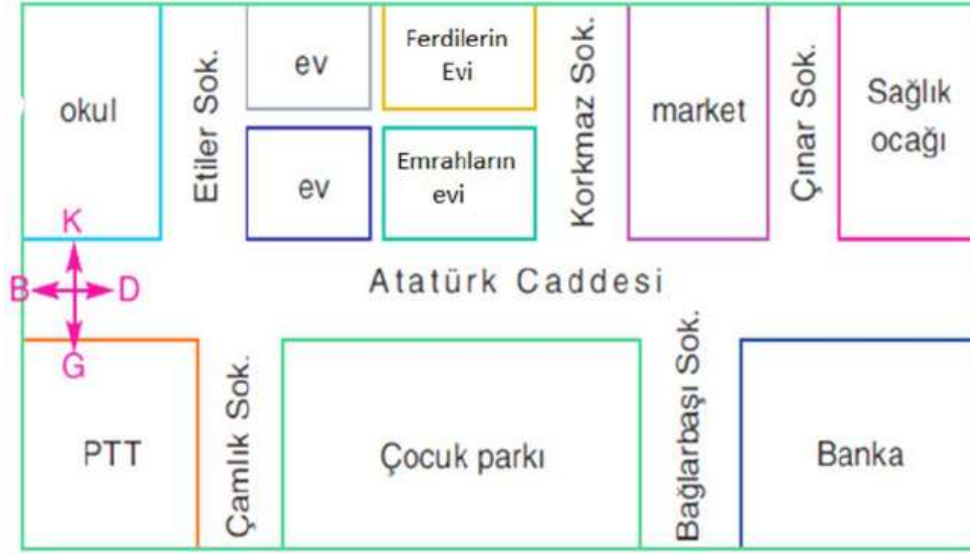 okul
Etiler Sok.
ev
Ferdilerin
Evi
ev
Emrahların
evi
Korkmaz Sok.
market
Çınar Sok.
Sağlık
ocağı
K
B
D
G
Atatürk Caddesi
PTT
Çamlık Sok.
Çocuk parkı
Bağlarbaşı Sok.
Banka